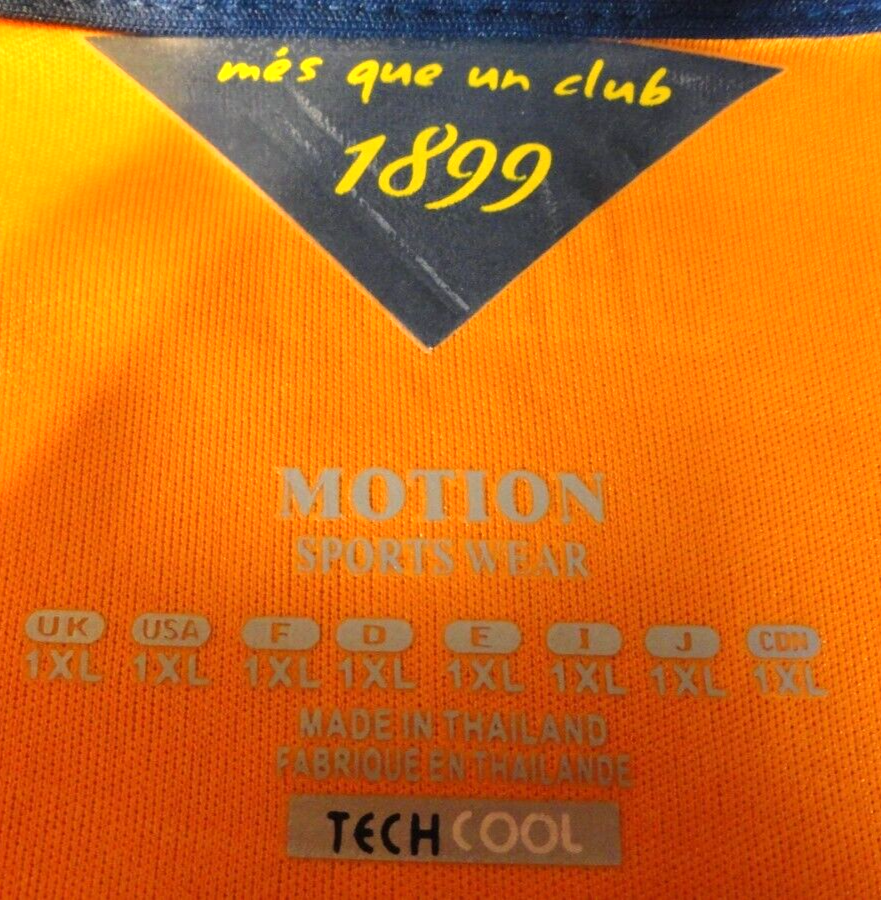 més que un club
1899
MOTION
SPORTS WEAR
UK USA F D E I J CDN
1XL 1XL 1XL 1XL 1XL 1XL 1XL 1XL
MADE IN THAILAND
FABRIQUE EN THAILANDE
TECHCOOL